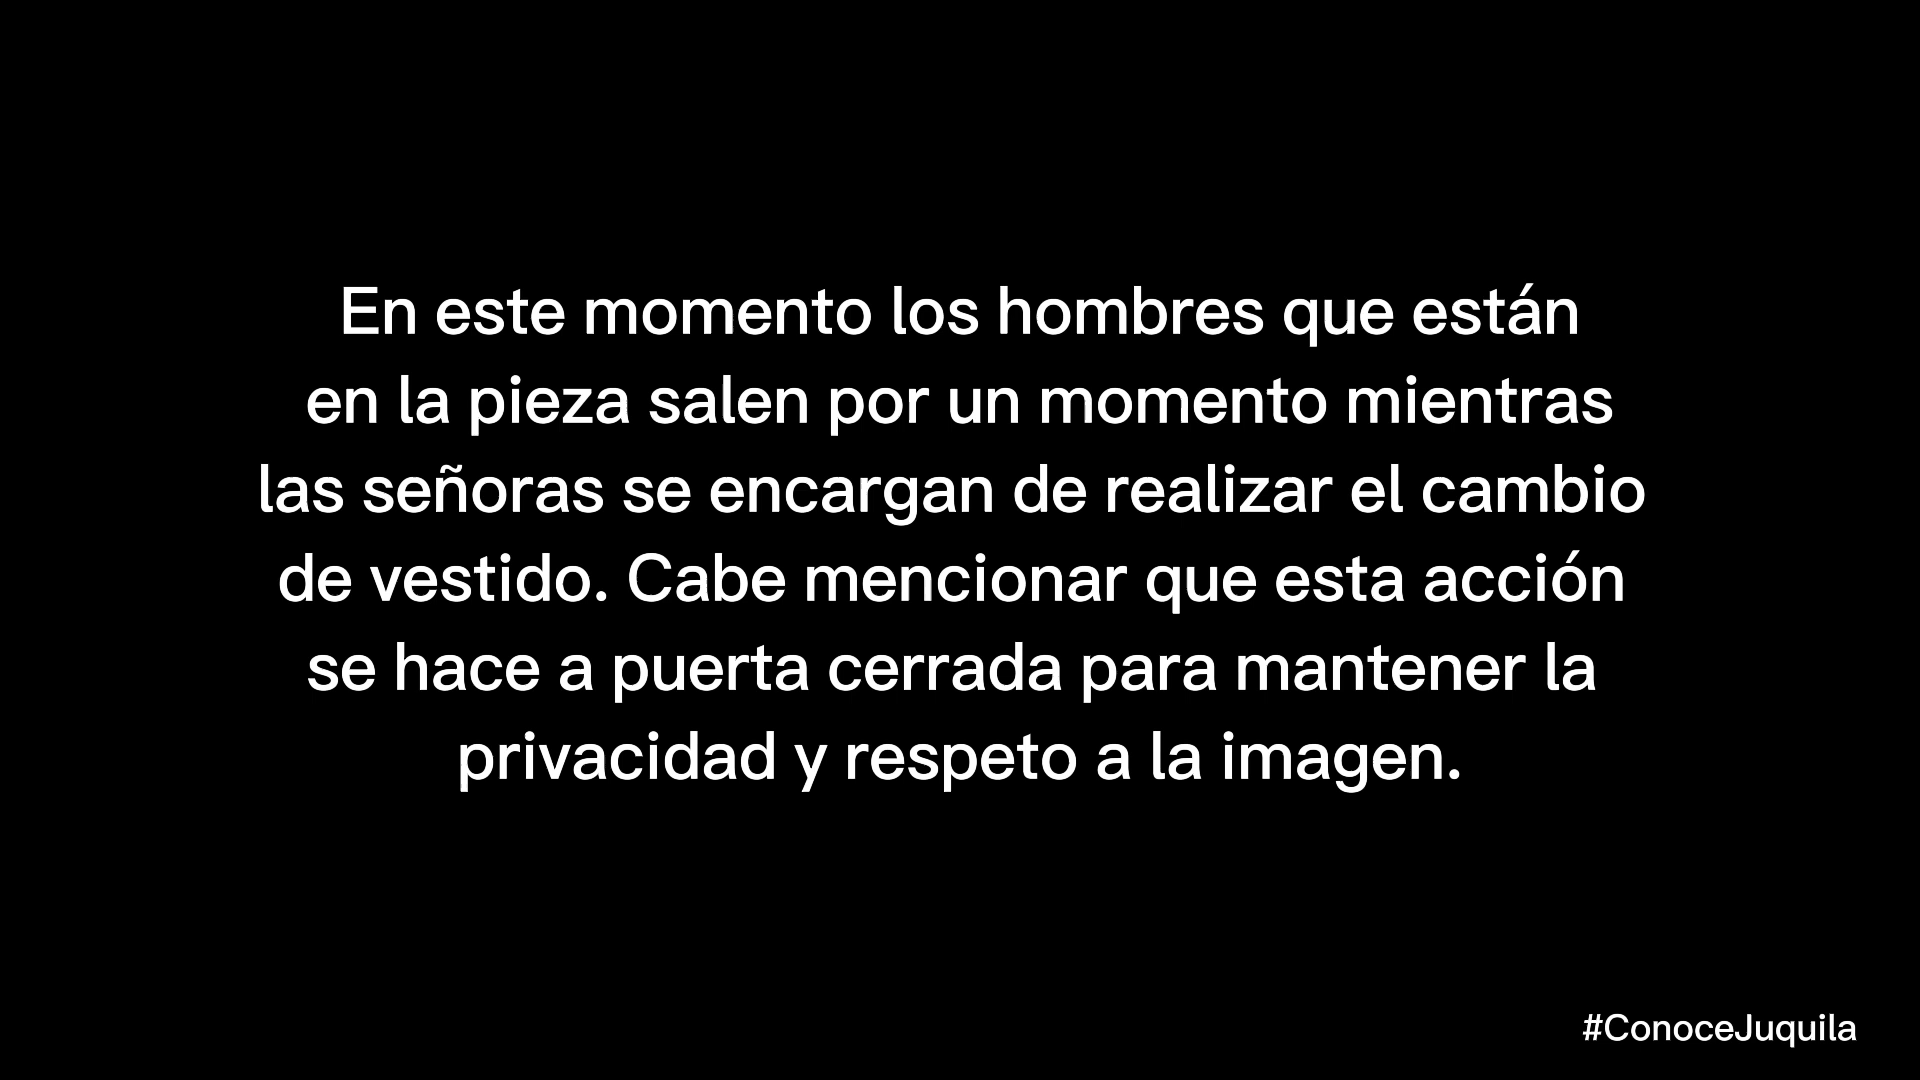 En este momento los hombres que están
en la pieza salen por un momento mientras
las señoras se encargan de realizar el cambio
de vestido. Cabe mencionar que esta acción
se hace a puerta cerrada para mantener la
privacidad y respeto a la imagen.
#ConoceJuquila